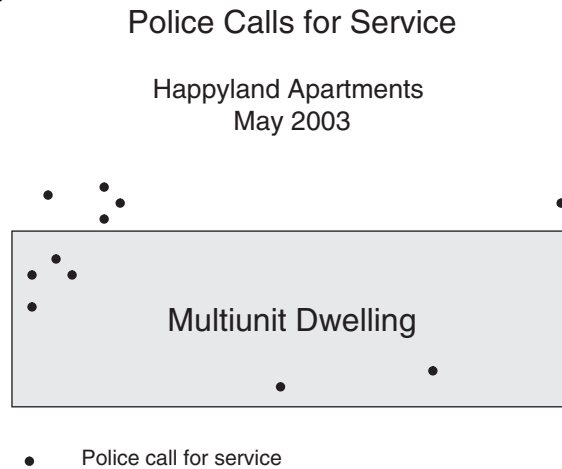 Police Calls for Service
Happyland Apartments
May 2003
Multiunit Dwelling
Police call for service